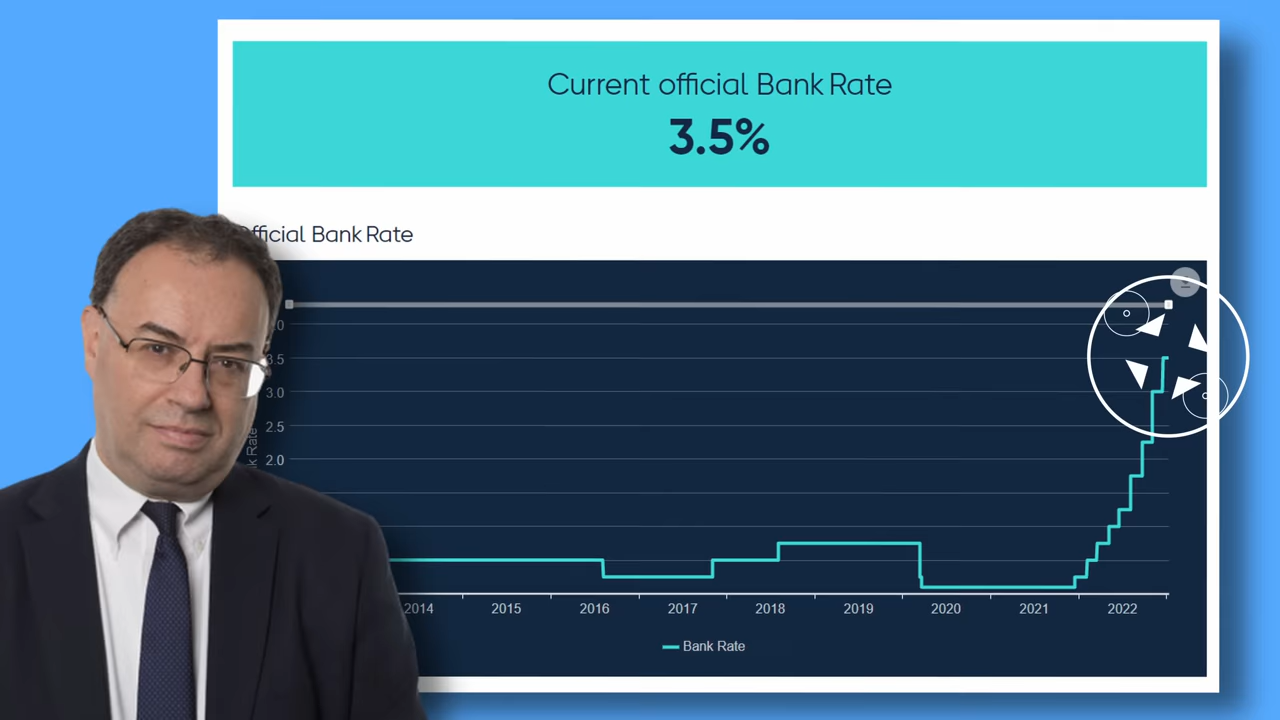 Current official Bank Rate
3.5%
Official Bank Rate
3.5
3.0
2.5
2.0
2014 2015 2016 2017 2018 2019 2020 2021 2022
Bank Rate